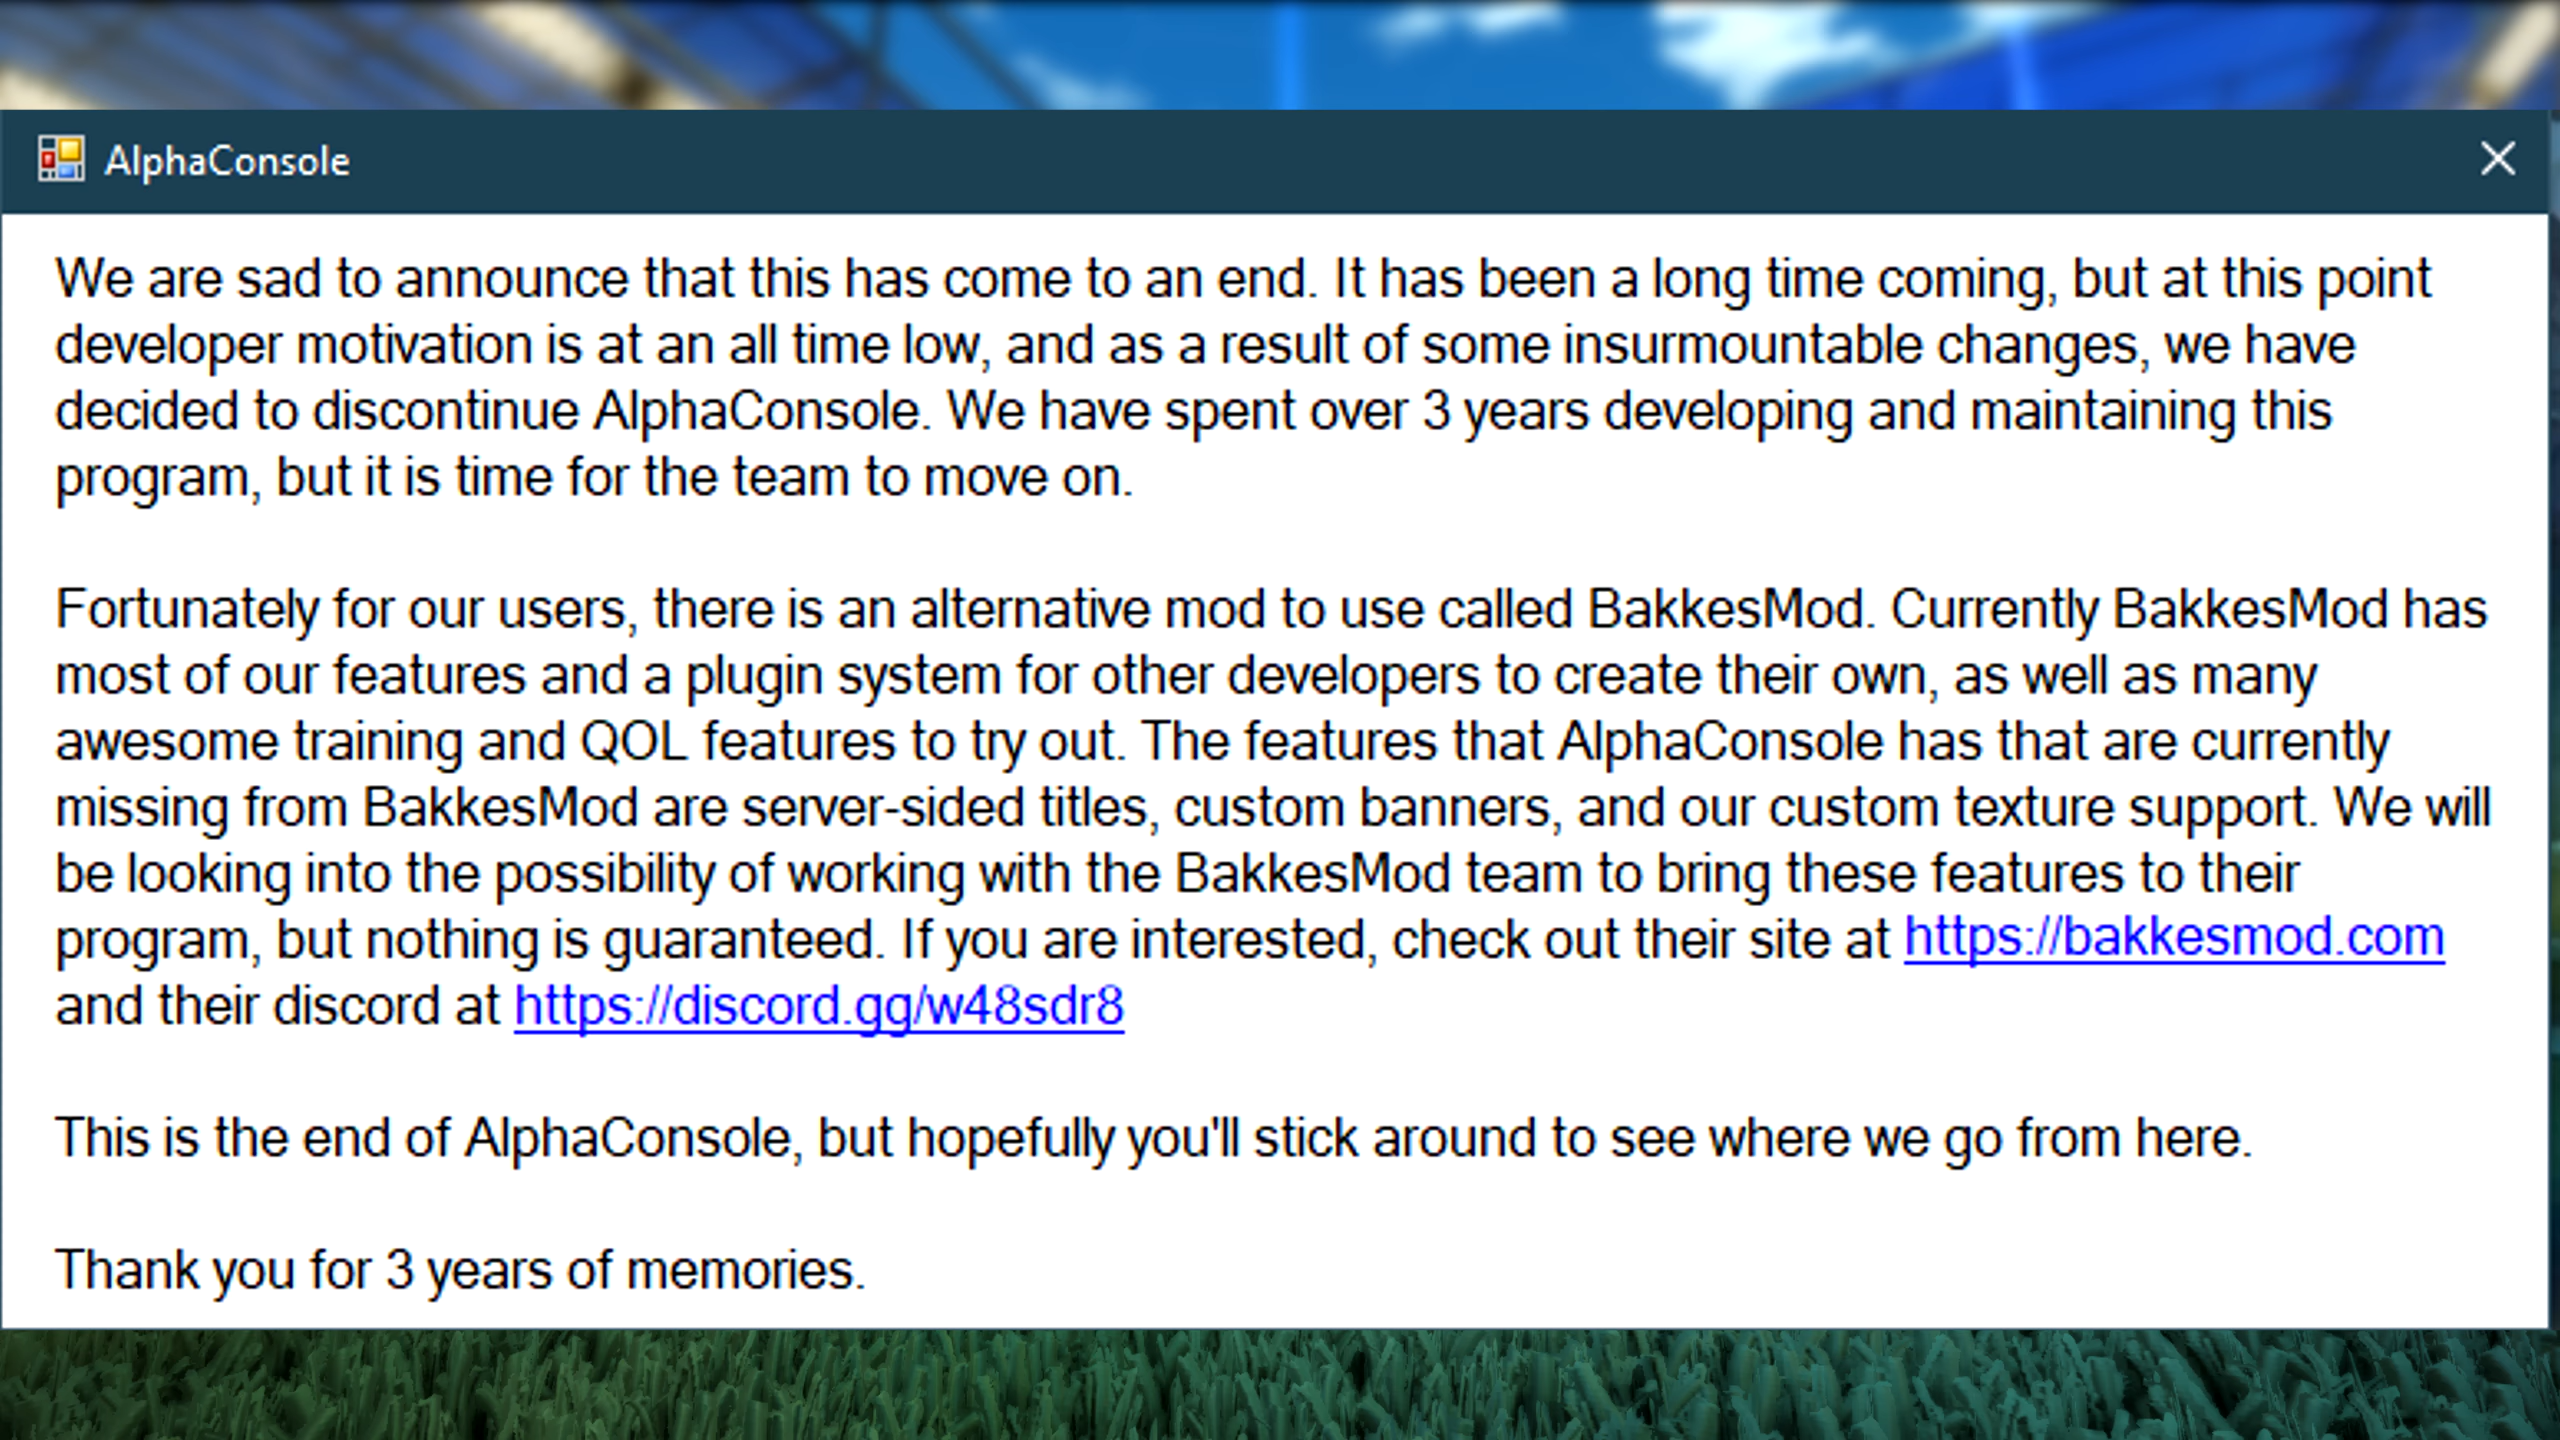 AlphaConsole
We are sad to announce that this has come to an end. It has been a long time coming, but at this point
developer motivation is at an all time low, and as a result of some insurmountable changes, we have
decided to discontinue AlphaConsole. We have spent over 3 years developing and maintaining this
program, but it is time for the team to move on.
Fortunately for our users, there is an alternative mod to use called BakkesMod. Currently BakkesMod has
most of our features and a plugin system for other developers to create their own, as well as many
awesome training and QOL features to try out. The features that AlphaConsole has that are currently
missing from BakkesMod are server-sided titles, custom banners, and our custom texture support. We will
be looking into the possibility of working with the BakkesMod team to bring these features to their
program, but nothing is guaranteed. If you are interested, check out their site at https://bakkesmod.com
and their discord at https://discord.gg/w48sdr8
This is the end of AlphaConsole, but hopefully you'll stick around to see where we go from here.
Thank you for 3 years of memories.